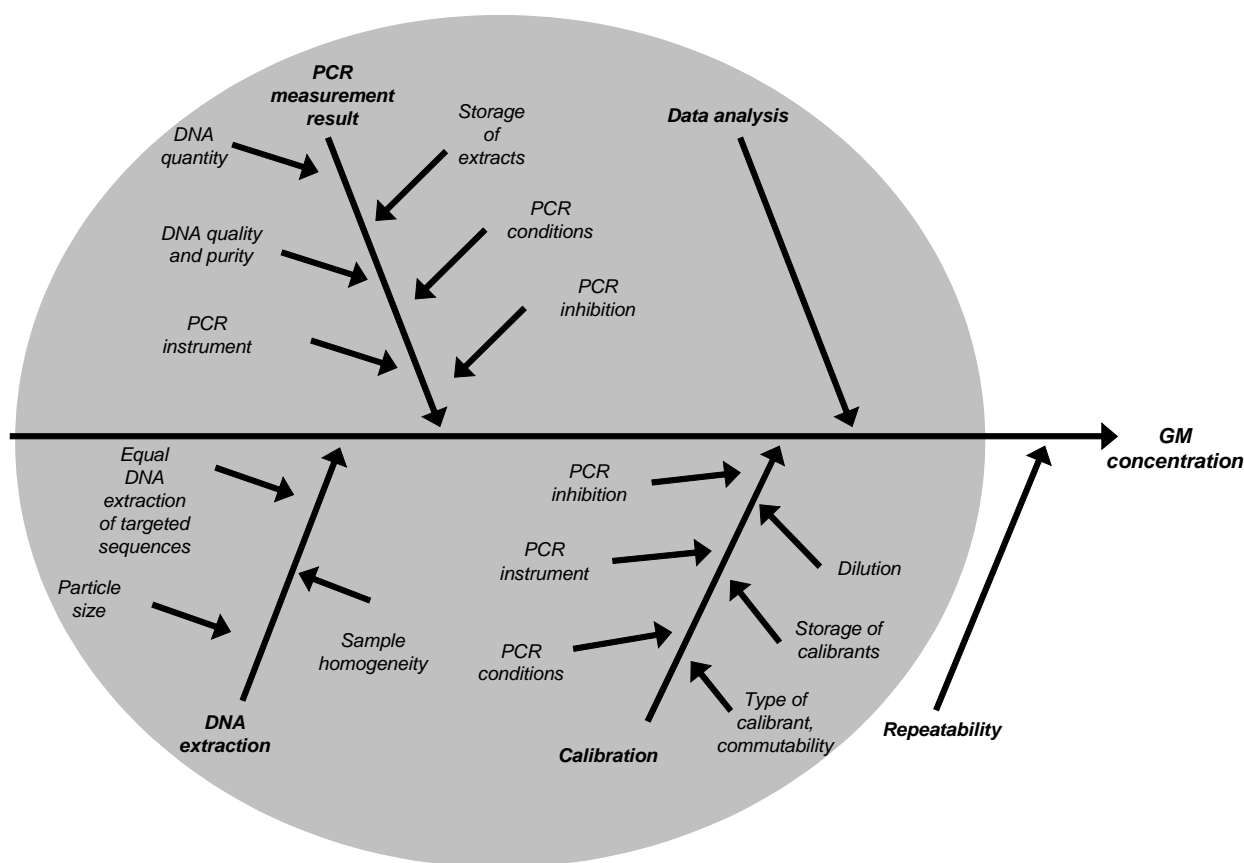 PCR
measurement
result
Data analysis
Storage
of
extracts
DNA
quantity
PCR
conditions
DNA quality
and purity
PCR
inhibition
PCR
instrument
GM
concentration
Equal
DNA
extraction
of targeted
sequences
PCR
inhibition
PCR
instrument
Dilution
Particle
size
Sample
homogeneity
Storage of
calibrants
PCR
conditions
Type of
calibrant,
commutability
DNA
extraction
Calibration
Repeatability